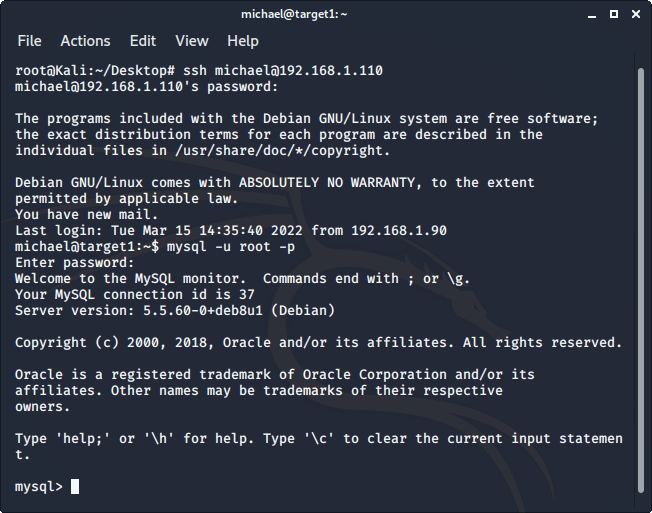 michael@target1: ~
File Actions Edit View Help
root@Kali:~/Desktop# ssh michael@192.168.1.110
michael@192.168.1.110's password:
The programs included with the Debian GNU/Linux system are free software;
the exact distribution terms for each program are described in the
individual files in /usr/share/doc/*/copyright.
Debian GNU/Linux comes with ABSOLUTELY NO WARRANTY, to the extent
permitted by applicable law.
You have new mail.
Last login: Tue Mar 15 14:35:40 2022 from 192.168.1.90
michael@target1:~$ mysql -u root -p
Enter password:
Welcome to the MySQL monitor.  Commands end with ; or \g.
Your MySQL connection id is 37
Server version: 5.5.60-0+deb8u1 (Debian)
Copyright (c) 2000, 2018, Oracle and/or its affiliates. All rights reserved.
Oracle is a registered trademark of Oracle Corporation and/or its
affiliates. Other names may be trademarks of their respective
owners.
Type 'help;' or '\h' for help. Type '\c' to clear the current input statemen
t.
mysql>